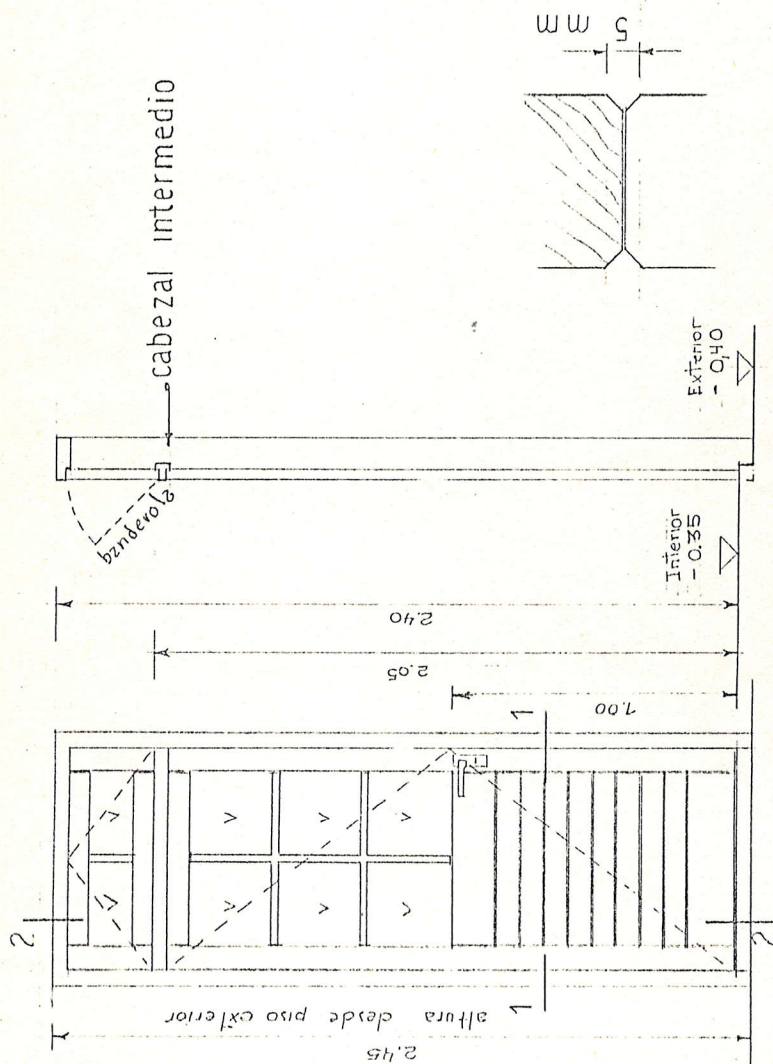 5
mm
cabezal intermedio
banderola
Exterior
- 0,40
Interior
- 0.35
2.40
2.05
1.00
1
1
2
2
v
v
v
v
v
v
v
v
altura desde piso exterior
2.45